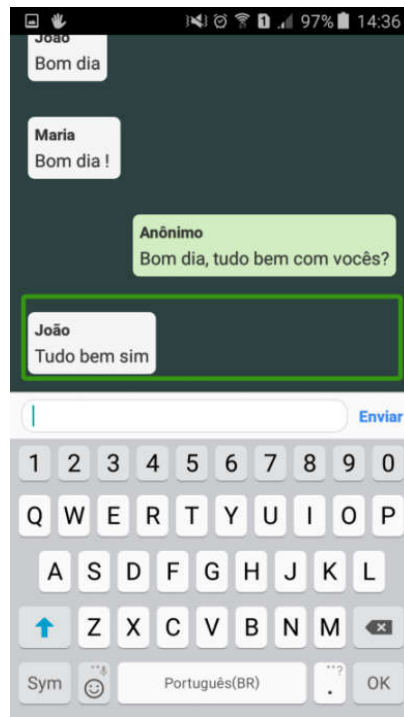 97% 14:36
João
Bom dia
Maria
Bom dia !
Anônimo
Bom dia, tudo bem com vocês?
João
Tudo bem sim
Enviar
1 2 3 4 5 6 7 8 9 0
Q W E R T Y U I O P
A S D F G H J K L
Z X C V B N M
Sym Português(BR) . OK